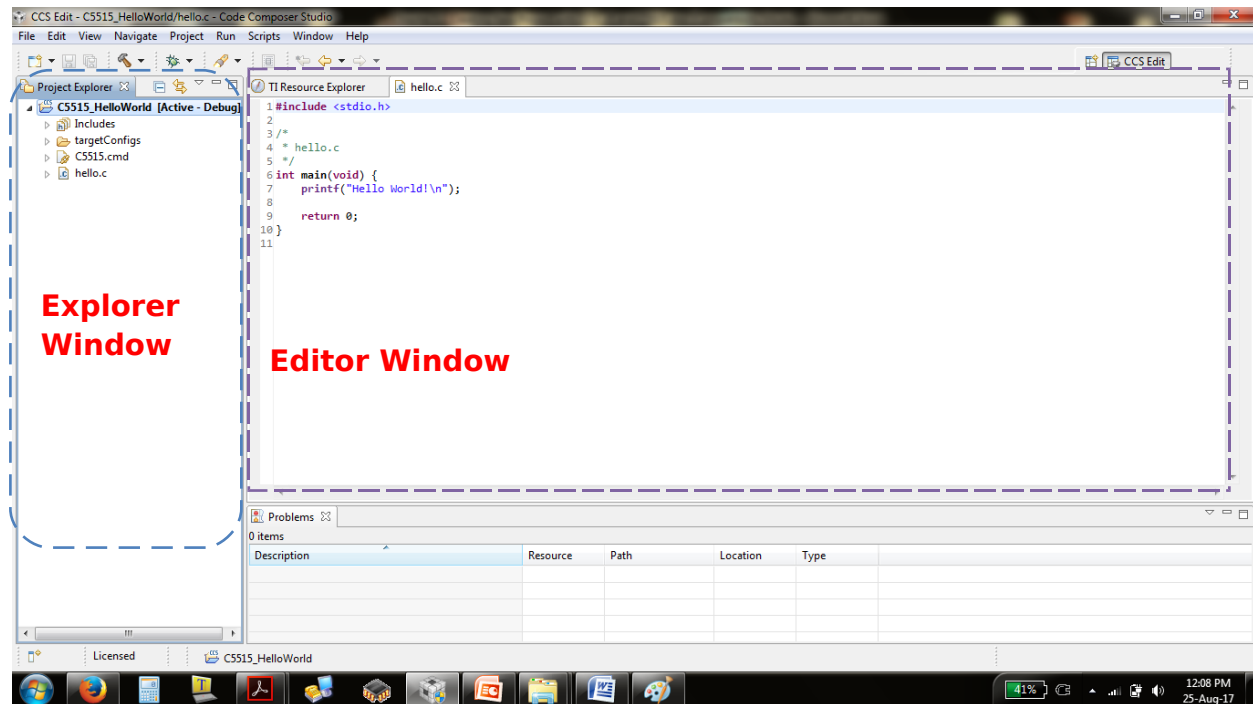 CCS Edit - C5515_HelloWorld/hello.c - Code Composer Studio
File Edit View Navigate Project Run Scripts Window Help
CCS Edit
Project Explorer
TI Resource Explorer
hello.c
C5515_HelloWorld [Active - Debug]
Includes
targetConfigs
C5515.cmd
hello.c
1 #include <stdio.h>
2
3 /*
4  * hello.c
5  */
6 int main(void) {
7     printf("Hello World!\n");
8
9     return 0;
10 }
11
Explorer
Window
Editor Window
Problems
0 items
Description Resource Path Location Type
Licensed
C5515_HelloWorld
41%
12:08 PM
25-Aug-17